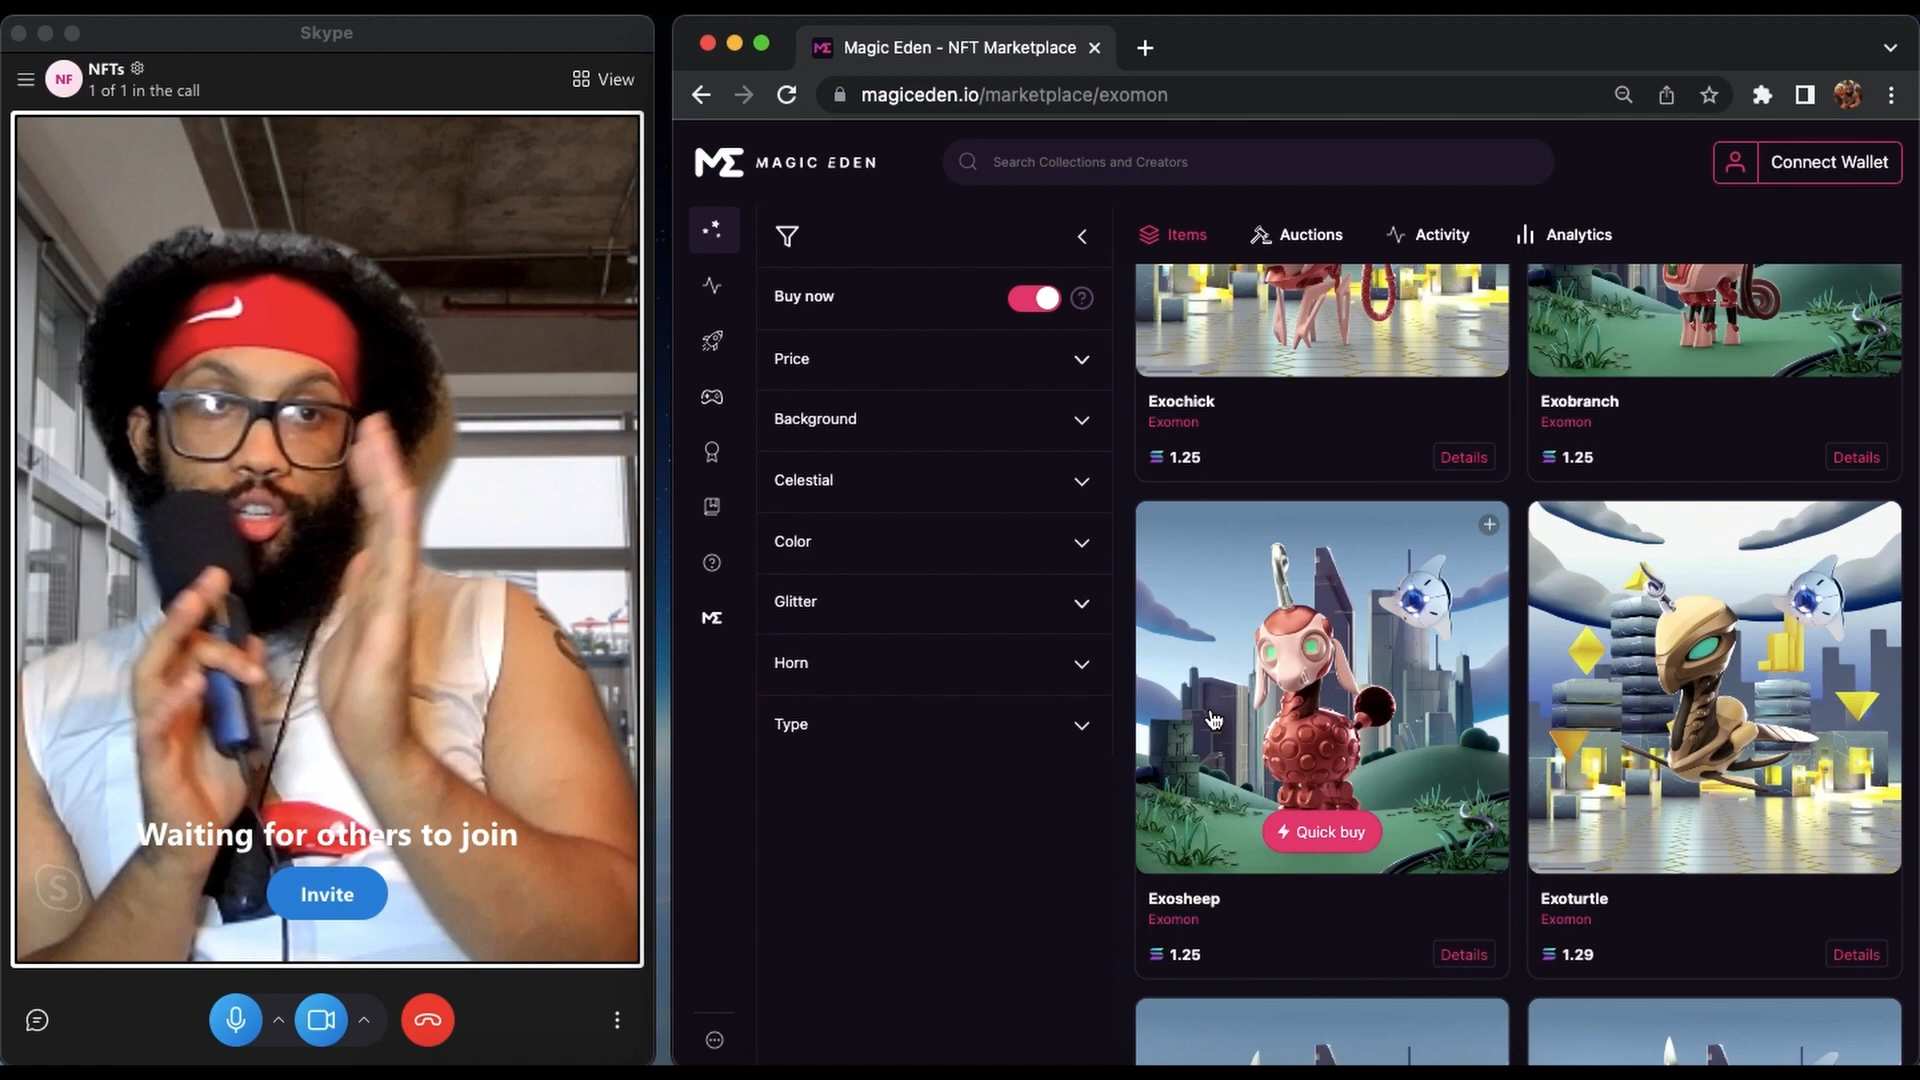 Skype
NF
NFTs
1 of 1 in the call
View
Waiting for others to join
Invite
Magic Eden - NFT Marketplace
magiceden.io/marketplace/exomon
MAGIC EDEN
Search Collections and Creators
Connect Wallet
Buy now
Price
Background
Celestial
Color
Glitter
Horn
Type
Items
Auctions
Activity
Analytics
Exochick
Exomon
1.25
Details
Exobranch
Exomon
1.25
Details
Quick buy
Exosheep
Exomon
1.25
Details
Exoturtle
Exomon
1.29
Details